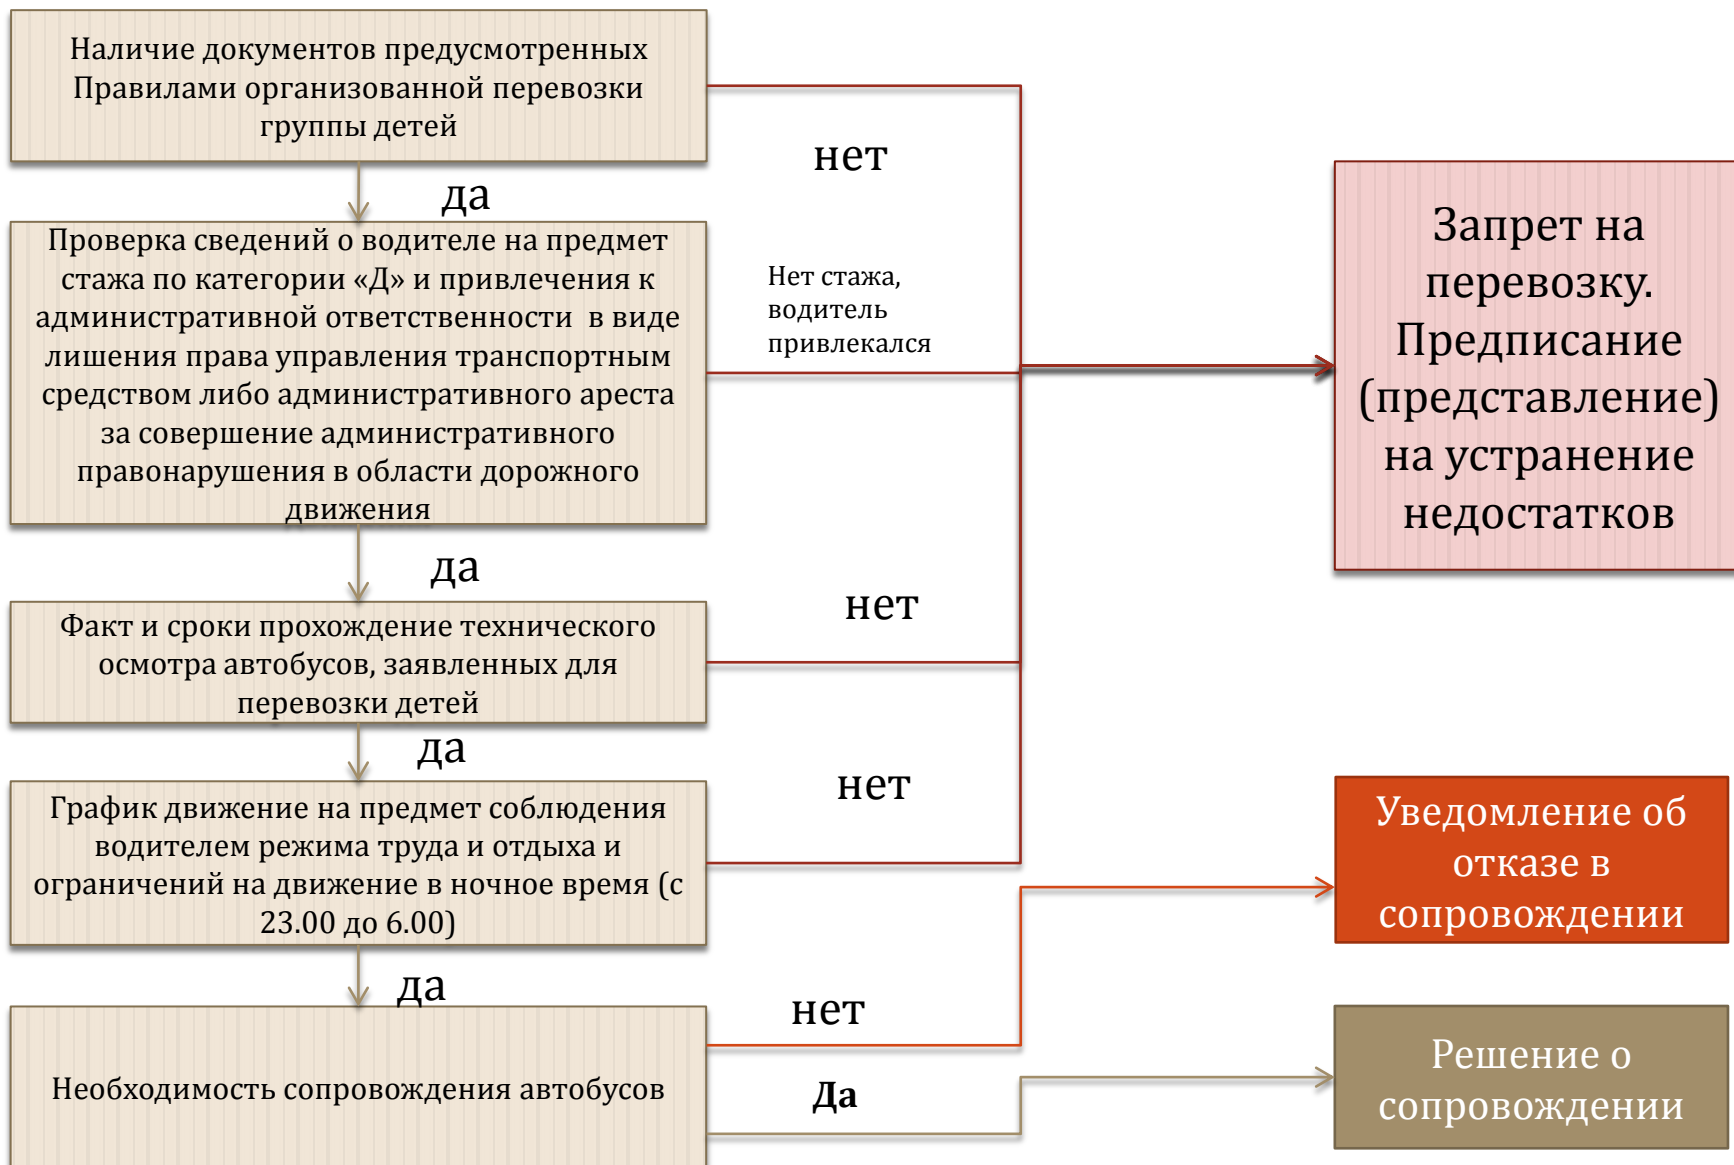 Наличие документов предусмотренных
Правилами организованной перевозки
группы детей
нет
да
Проверка сведений о водителе на предмет
стажа по категории «Д» и привлечения к
административной ответственности в виде
лишения права управления транспортным
средством либо административного ареста
за совершение административного
правонарушения в области дорожного
движения
Нет стажа,
водитель
привлекался
Запрет на
перевозку.
Предписание
(представление)
на устранение
недостатков
да
Факт и сроки прохождение технического
осмотра автобусов, заявленных для
перевозки детей
нет
да
График движение на предмет соблюдения
водителем режима труда и отдыха и
ограничений на движение в ночное время (с
23.00 до 6.00)
нет
Уведомление об
отказе в
сопровождении
да
Необходимость сопровождения автобусов
нет
Да
Решение о
сопровождении